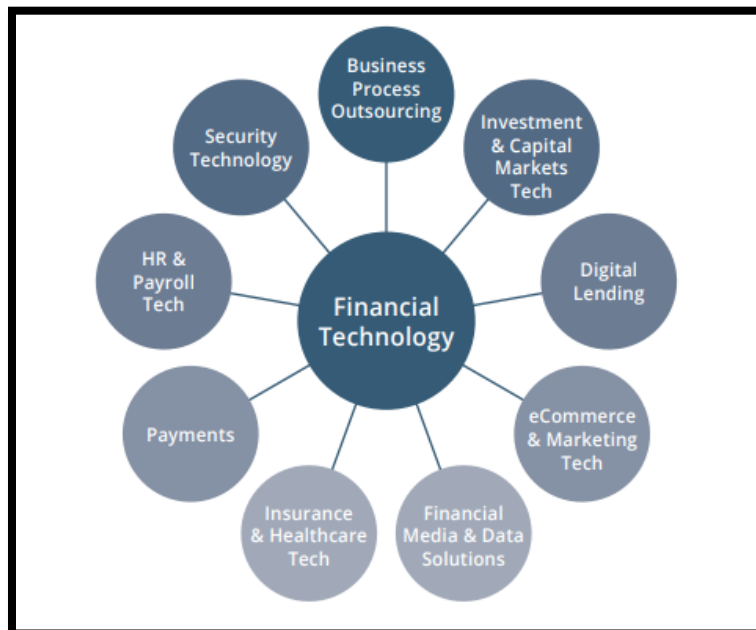 Business
Process
Outsourcing
Investment
& Capital
Markets
Tech
Digital
Lending
eCommerce
& Marketing
Tech
Financial
Media & Data
Solutions
Insurance
& Healthcare
Tech
Payments
HR &
Payroll
Tech
Security
Technology
Financial
Technology